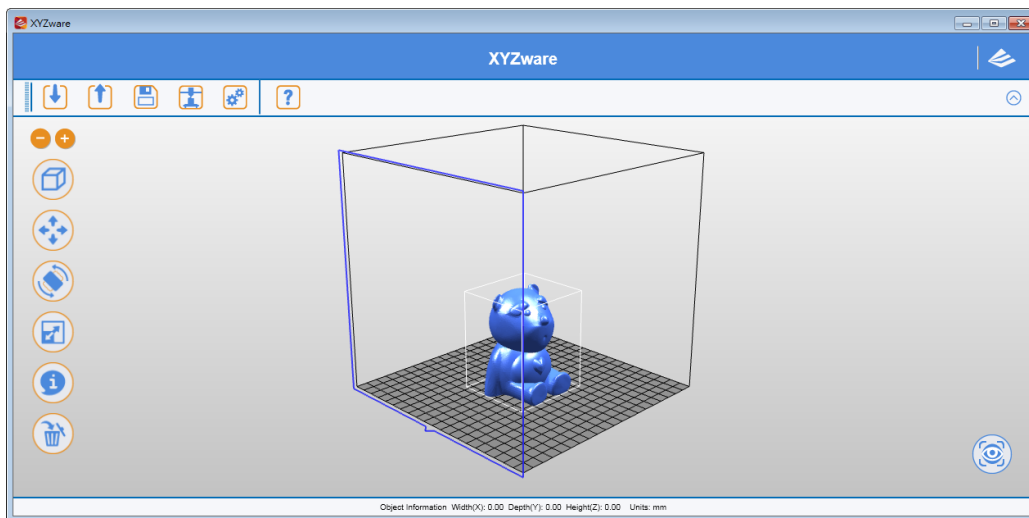 XYZware
XYZware
?
i
Object Information Width(X): 0.00 Depth(Y): 0.00 Height(Z): 0.00 Units: mm